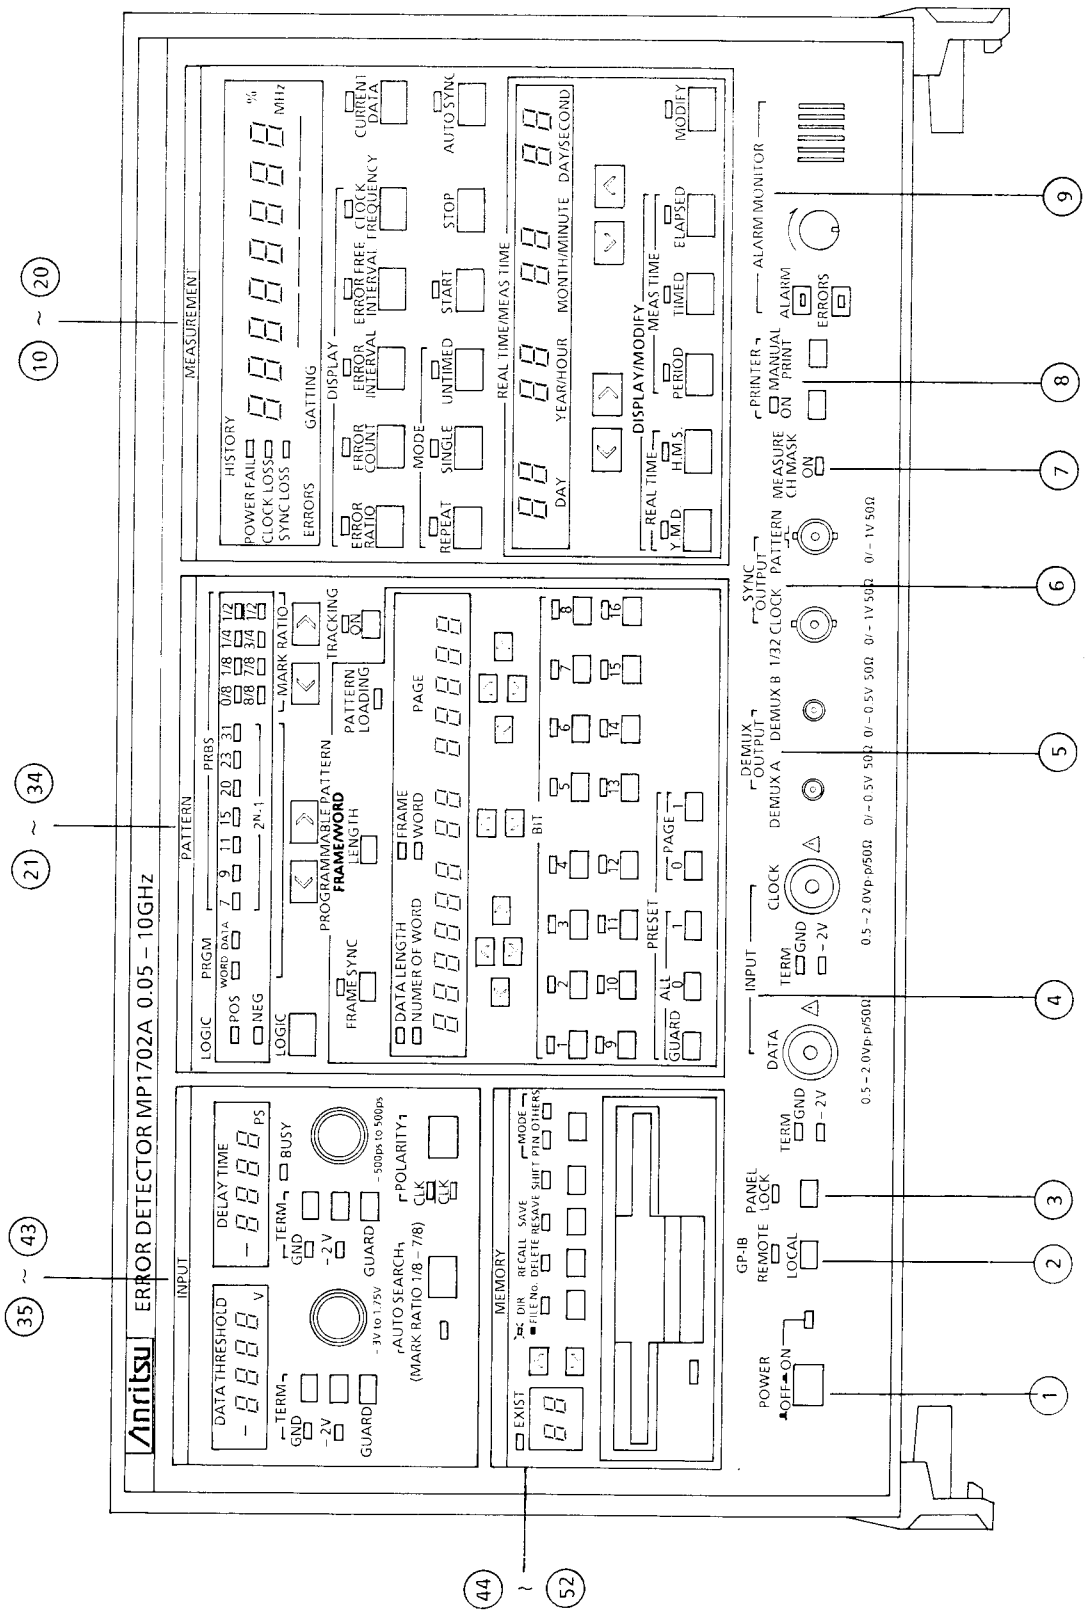 Anritsu ERROR DETECTOR MP1702A 0.05 – 10GHz
35 ~ 43
21 ~ 34
10 ~ 20
44 ~ 52
INPUT
DATA THRESHOLD
V
DELAY TIME
PS
TERM
GND
– 2V
GUARD
– 3V to 1.75V
TERM
BUSY
GND
– 2V
GUARD
– 500ps to 500ps
AUTO SEARCH
(MARK RATIO 1/8 – 7/8)
POLARITY
CLK
CLK
MEMORY
EXIST
DIR RECALL SAVE
FILE No. DELETE RESAVE SHIFT PTN OTHERS
MODE
PATTERN
LOGIC PRGM PRBS
POS WORD DATA 7 9 11 15 20 23 31 0/8 1/8 1/4 1/2
NEG 2N-1 8/8 7/8 3/4 1/2
MARK RATIO
LOGIC
PROGRAMMABLE PATTERN
FRAME SYNC
FRAME/WORD
LENGTH
PATTERN
LOADING
TRACKING
ON
DATA LENGTH
NUMER OF WORD
FRAME
WORD
PAGE
BIT
1 2 3 4 5 6 7 8
9 10 11 12 13 14 15 16
PRESET
GUARD
ALL
0 1
PAGE
0 1
MEASUREMENT
HISTORY
POWER FAIL
CLOCK LOSS
SYNC LOSS
%
MHz
ERRORS GATTING
DISPLAY
ERROR
RATIO
ERROR
COUNT
ERROR
INTERVAL
ERROR FREE
INTERVAL
CLOCK
FREQUENCY
CURRENT
DATA
MODE
REPEAT SINGLE UNTIMED START STOP AUTO SYNC
REAL TIME/MEAS TIME
DAY YEAR/HOUR MONTH/MINUTE DAY/SECOND
DISPLAY/MODIFY
REAL TIME MEAS TIME
Y.M.D H.M.S. PERIOD TIMED ELAPSED MODIFY
POWER
OFF ON
GP-IB
REMOTE
LOCAL
PANEL
LOCK
INPUT
TERM
GND
– 2V
DATA
0.5 – 2.0Vp-p/50Ω
TERM
GND
– 2V
CLOCK
0.5 – 2.0Vp-p/50Ω
DEMUX
OUTPUT
DEMUX A DEMUX B
0/– 0.5V 50Ω 0/– 0.5V 50Ω
SYNC
OUTPUT
1/32 CLOCK PATTERN
0/– 1V 50Ω 0/– 1V 50Ω
MEASURE
CH MASK
ON
PRINTER
ON MANUAL
PRINT
ALARM MONITOR
ALARM
ERRORS
1 2 3 4 5 6 7 8 9